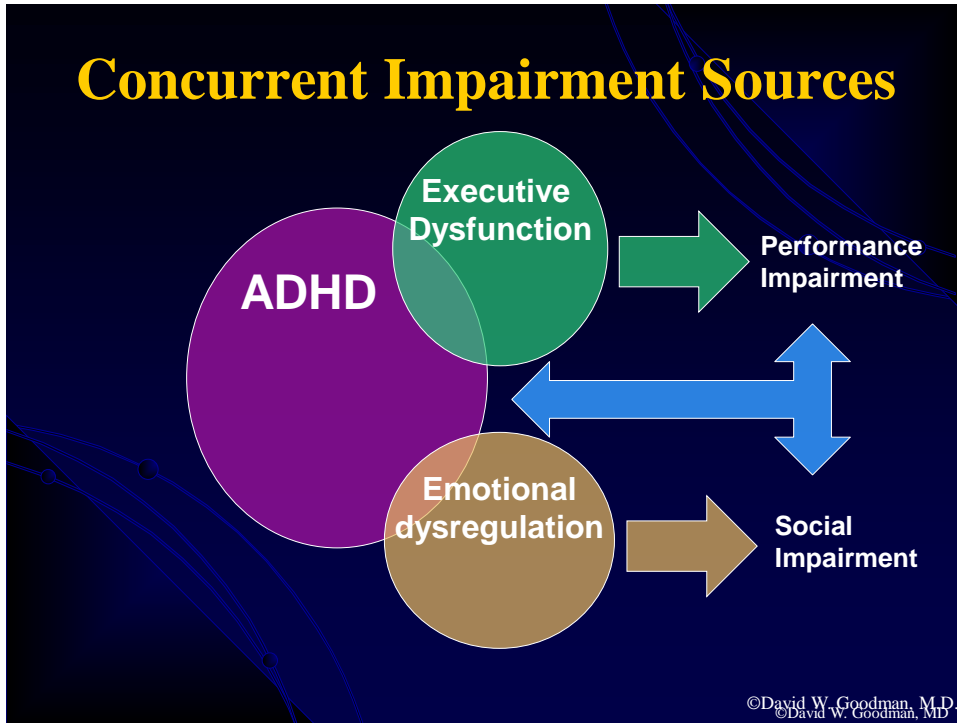 Concurrent Impairment Sources
Executive
Dysfunction
ADHD
Performance
Impairment
Emotional
dysregulation
Social
Impairment
©David W. Goodman, M.D.
©David W. Goodman, MD